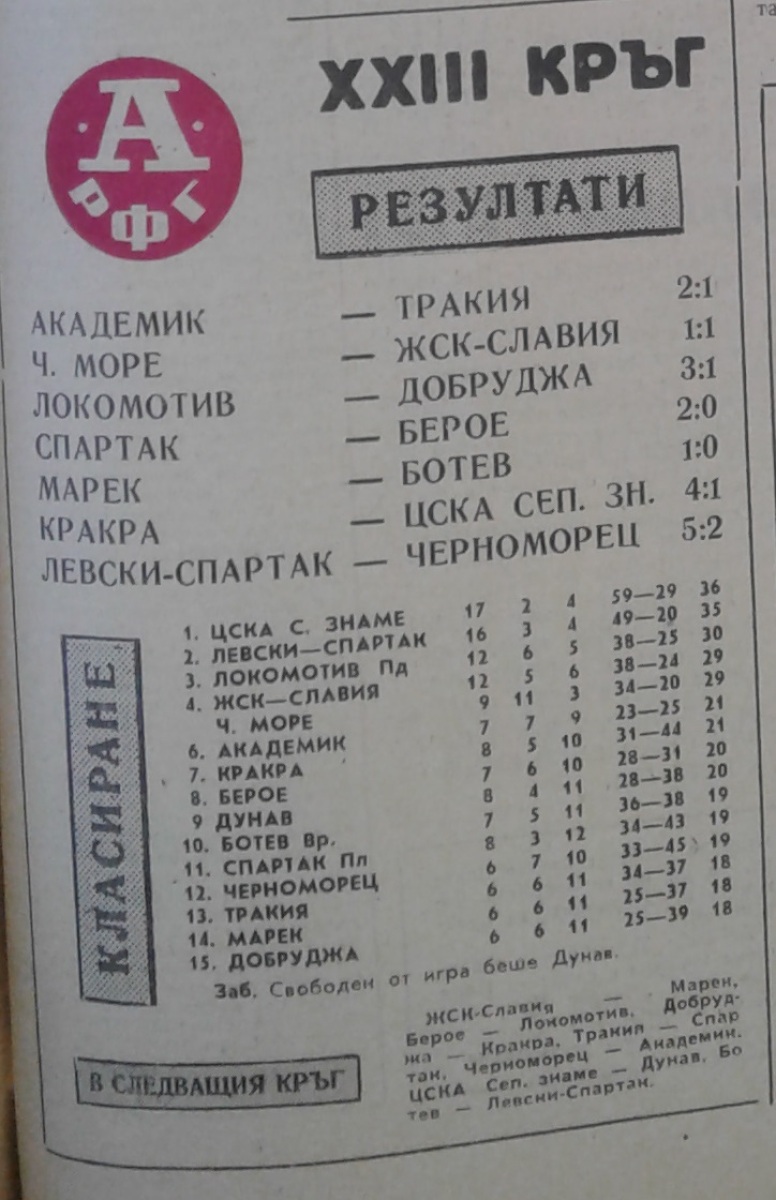 А
РФГ
XXIII КРЪГ
РЕЗУЛТАТИ
АКАДЕМИК — ТРАКИЯ 2:1
Ч. МОРЕ — ЖСК-СЛАВИЯ 1:1
ЛОКОМОТИВ — ДОБРУДЖА 3:1
СПАРТАК — БЕРОЕ 2:0
МАРЕК — БОТЕВ 1:0
КРАКРА — ЦСКА СЕП. ЗН. 4:1
ЛЕВСКИ-СПАРТАК — ЧЕРНОМОРЕЦ 5:2
КЛАСИРАНЕ
1. ЦСКА С. ЗНАМЕ 17 2 4 59—29 36
2. ЛЕВСКИ—СПАРТАК 16 3 4 49—20 35
3. ЛОКОМОТИВ Пд 12 6 5 38—25 30
4. ЖСК—СЛАВИЯ 12 5 6 38—24 29
Ч. МОРЕ 9 11 3 34—20 29
6. АКАДЕМИК 7 7 9 23—25 21
7. КРАКРА 8 5 10 31—44 21
8. БЕРОЕ 7 6 10 28—31 20
9 ДУНАВ 8 4 11 28—38 20
10. БОТЕВ Вр. 7 5 11 36—38 19
11. СПАРТАК Пл 8 3 12 34—43 19
12. ЧЕРНОМОРЕЦ 6 7 10 33—45 19
13. ТРАКИЯ 6 6 11 34—37 18
14. МАРЕК 6 6 11 25—37 18
15. ДОБРУДЖА 6 6 11 25—39 18
Заб. Свободен от игра беше Дунав.
В СЛЕДВАЩИЯ КРЪГ
ЖСК-Славия — Марек,
Берое — Локомотив, Добруд-
жа — Кракра, Тракия — Спар
так, Черноморец — Академик,
ЦСКА Сеп. знаме — Дунав, Бо
тев — Левски-Спартак.
та